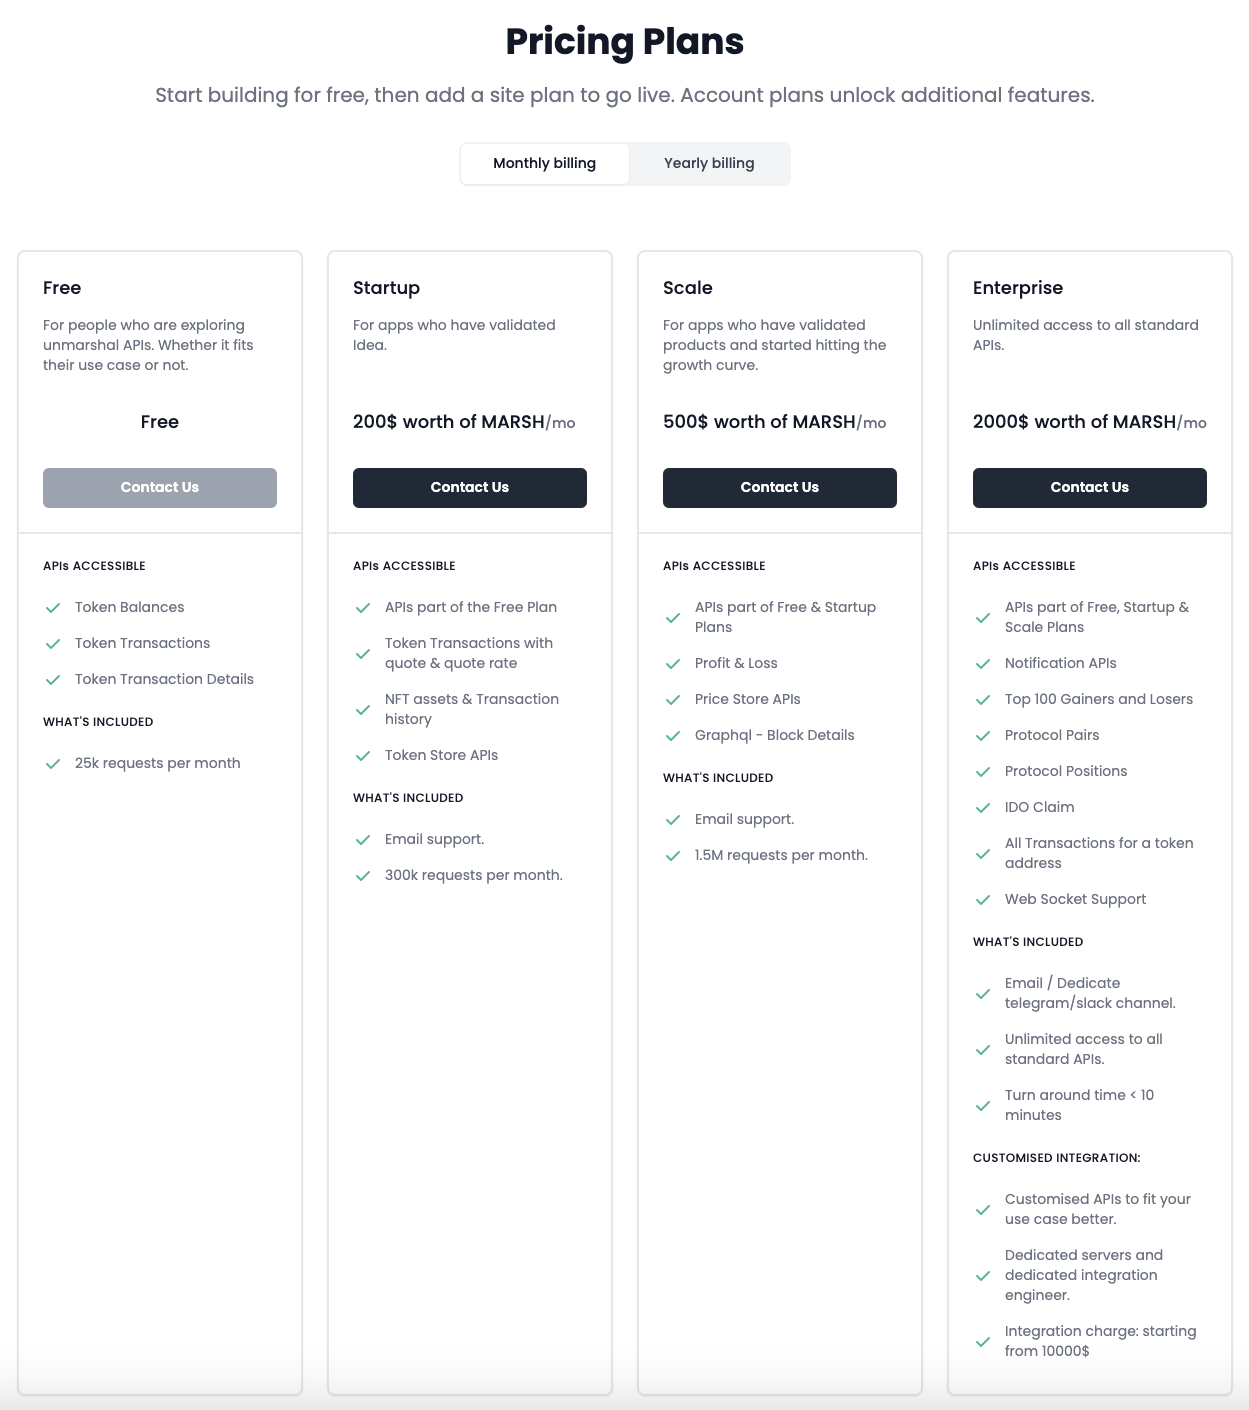 Pricing Plans
Start building for free, then add a site plan to go live. Account plans unlock additional features.
Monthly billing
Yearly billing
Free
For people who are exploring
unmarshal APIs. Whether it fits
their use case or not.
Free
Contact Us
APIs ACCESSIBLE
Token Balances
Token Transactions
Token Transaction Details
WHAT'S INCLUDED
25k requests per month
Startup
For apps who have validated
Idea.
200$ worth of MARSH/mo
Contact Us
APIs ACCESSIBLE
APIs part of the Free Plan
Token Transactions with
quote & quote rate
NFT assets & Transaction
history
Token Store APIs
WHAT'S INCLUDED
Email support.
300k requests per month.
Scale
For apps who have validated
products and started hitting the
growth curve.
500$ worth of MARSH/mo
Contact Us
APIs ACCESSIBLE
APIs part of Free & Startup
Plans
Profit & Loss
Price Store APIs
Graphql - Block Details
WHAT'S INCLUDED
Email support.
1.5M requests per month.
Enterprise
Unlimited access to all standard
APIs.
2000$ worth of MARSH/mo
Contact Us
APIs ACCESSIBLE
APIs part of Free, Startup &
Scale Plans
Notification APIs
Top 100 Gainers and Losers
Protocol Pairs
Protocol Positions
IDO Claim
All Transactions for a token
address
Web Socket Support
WHAT'S INCLUDED
Email / Dedicate
telegram/slack channel.
Unlimited access to all
standard APIs.
Turn around time < 10
minutes
CUSTOMISED INTEGRATION:
Customised APIs to fit your
use case better.
Dedicated servers and
dedicated integration
engineer.
Integration charge: starting
from 10000$